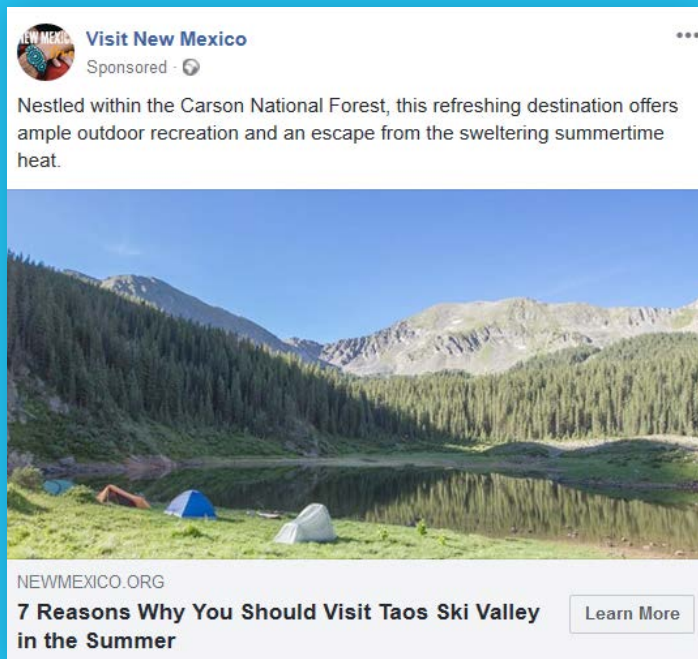 NEW MEXICO
Visit New Mexico
Sponsored ·
Nestled within the Carson National Forest, this refreshing destination offers
ample outdoor recreation and an escape from the sweltering summertime
heat.
NEWMEXICO.ORG
7 Reasons Why You Should Visit Taos Ski Valley
in the Summer
Learn More